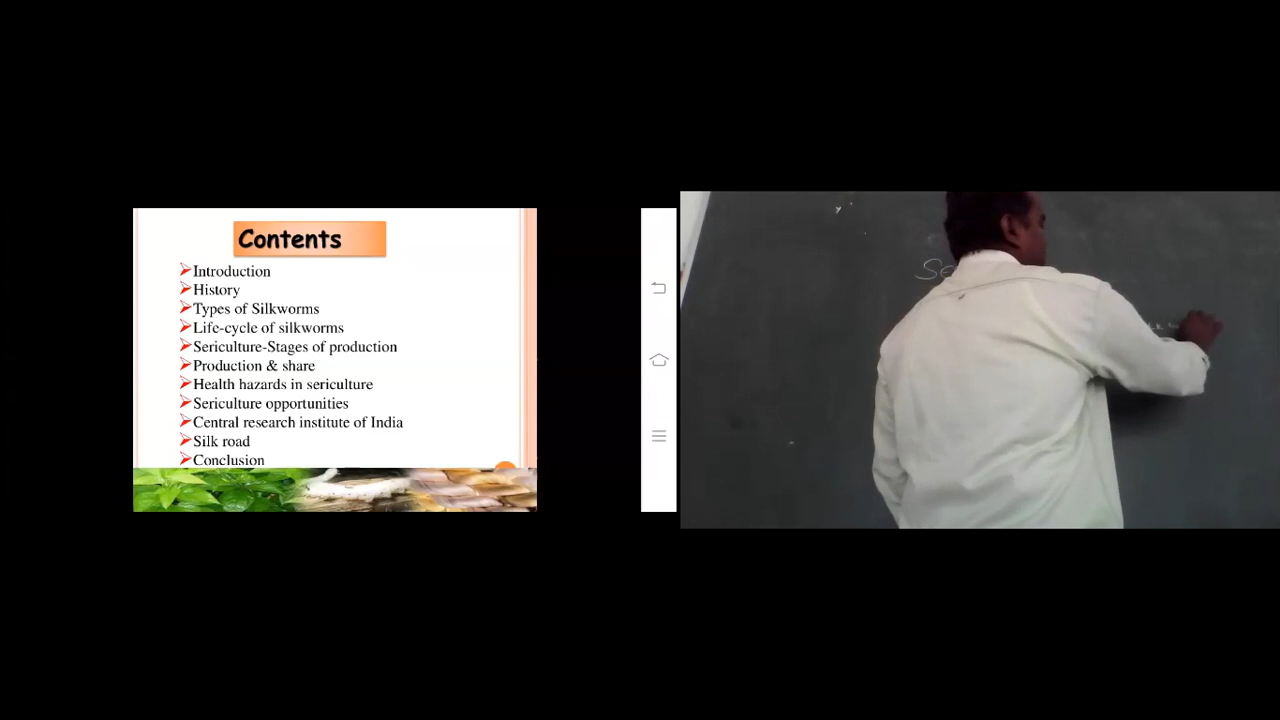 Contents
Introduction
History
Types of Silkworms
Life-cycle of silkworms
Sericulture-Stages of production
Production & share
Health hazards in sericulture
Sericulture opportunities
Central research institute of India
Silk road
Conclusion
Se